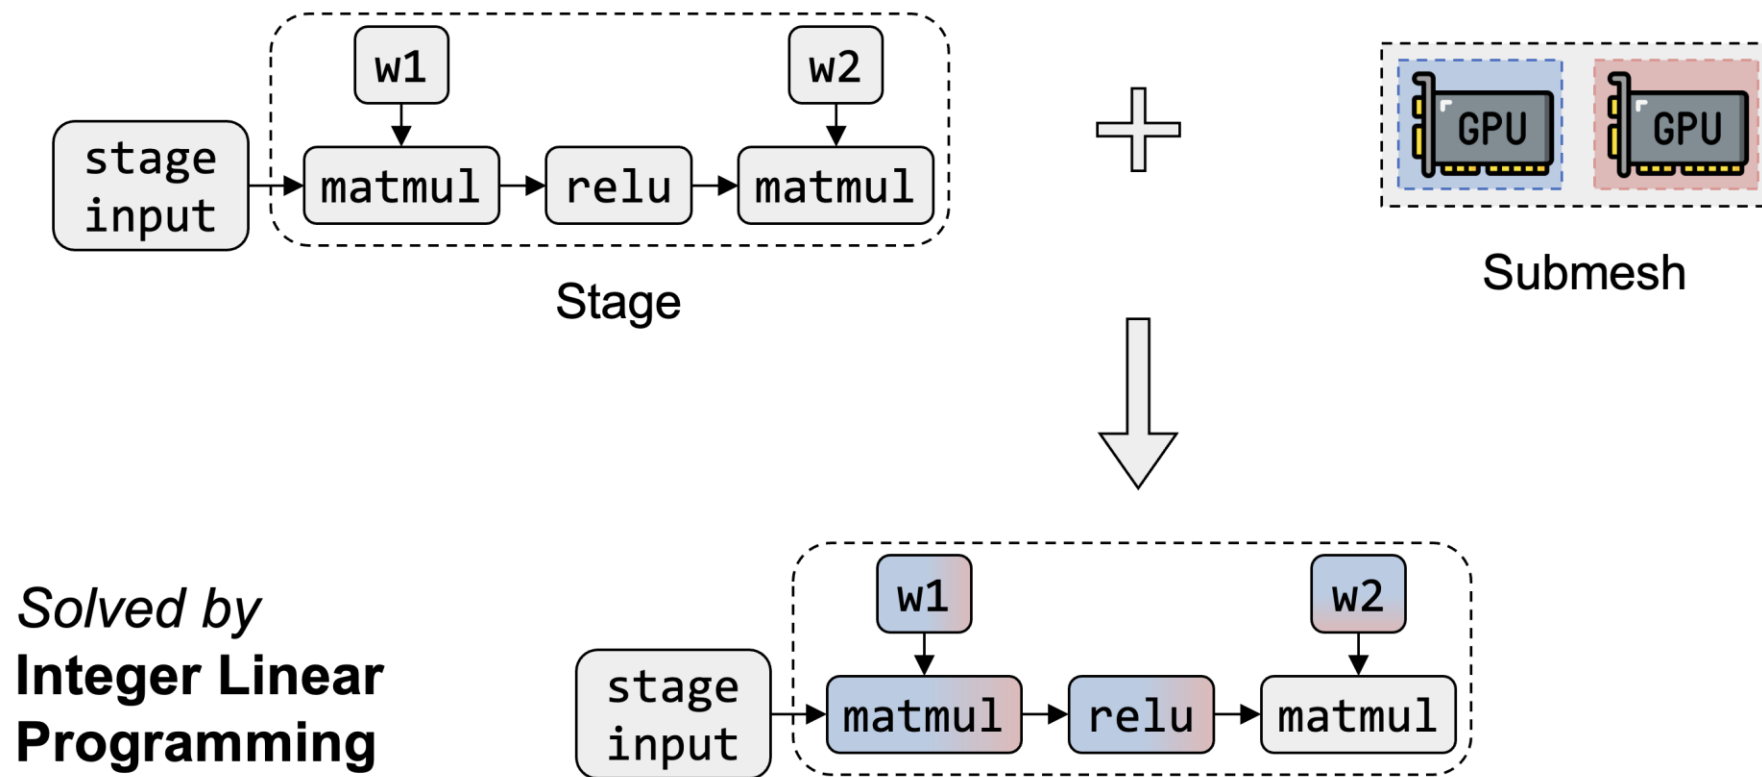 w1
w2
stage
input
matmul
relu
matmul
Stage
GPU
GPU
Submesh
Solved by
Integer Linear
Programming
w1
w2
stage
input
matmul
relu
matmul